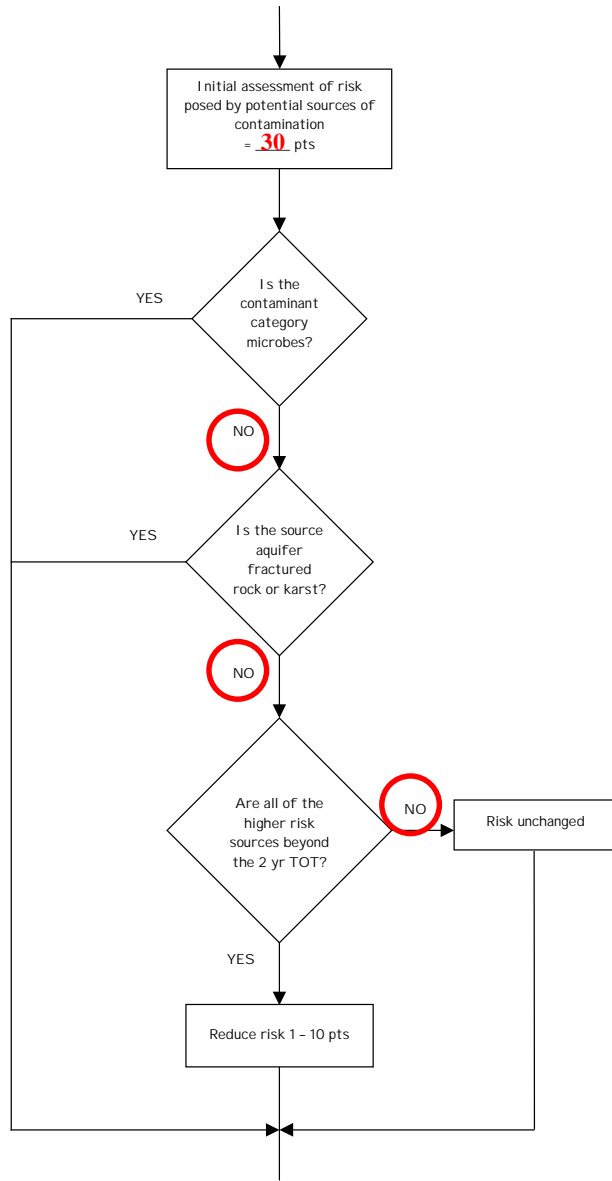 Initial assessment of risk
posed by potential sources of
contamination
= 30 pts
YES
Is the
contaminant
category
microbes?
NO
YES
Is the source
aquifer
fractured
rock or karst?
NO
Are all of the
higher risk
sources beyond
the 2 yr TOT?
NO
Risk unchanged
YES
Reduce risk 1 – 10 pts